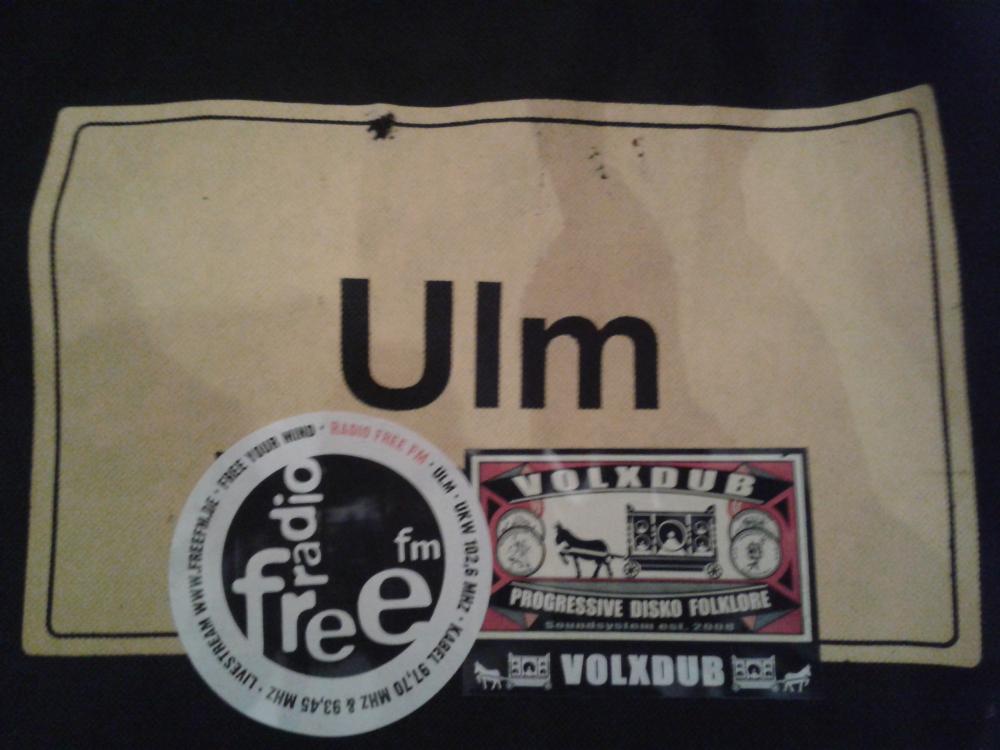 Ulm
FREE YOUR MIND · RADIO FREE FM · ULM · UKW 102,6 MHZ · KABEL 97,70 MHZ & 93,45 MHZ · LIVESTREAM WWW.FREEFM.DE ·
radio
free
fm
VOLXDUB
PROGRESSIVE DISKO FOLKLORE
Soundsystem est. 2008
VOLXDUB